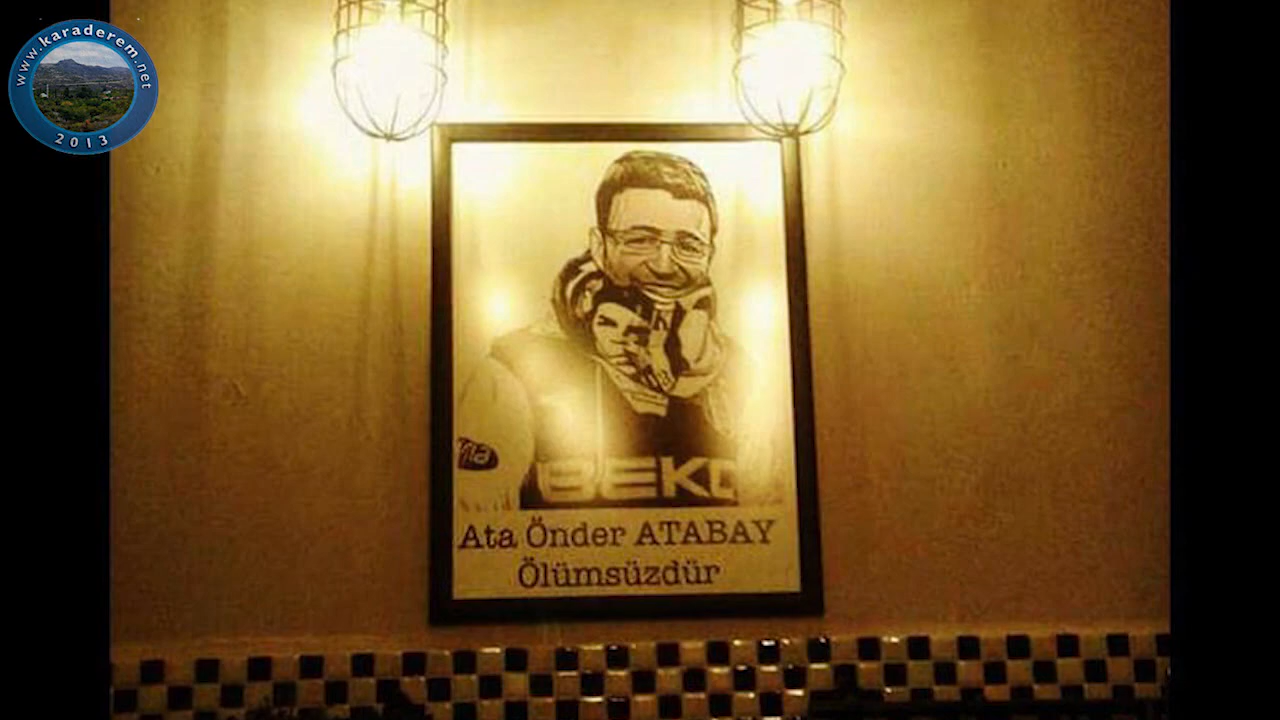 www.karaderem.net
2013
K
BEKO
Ata Önder ATABAY
Ölümsüzdür